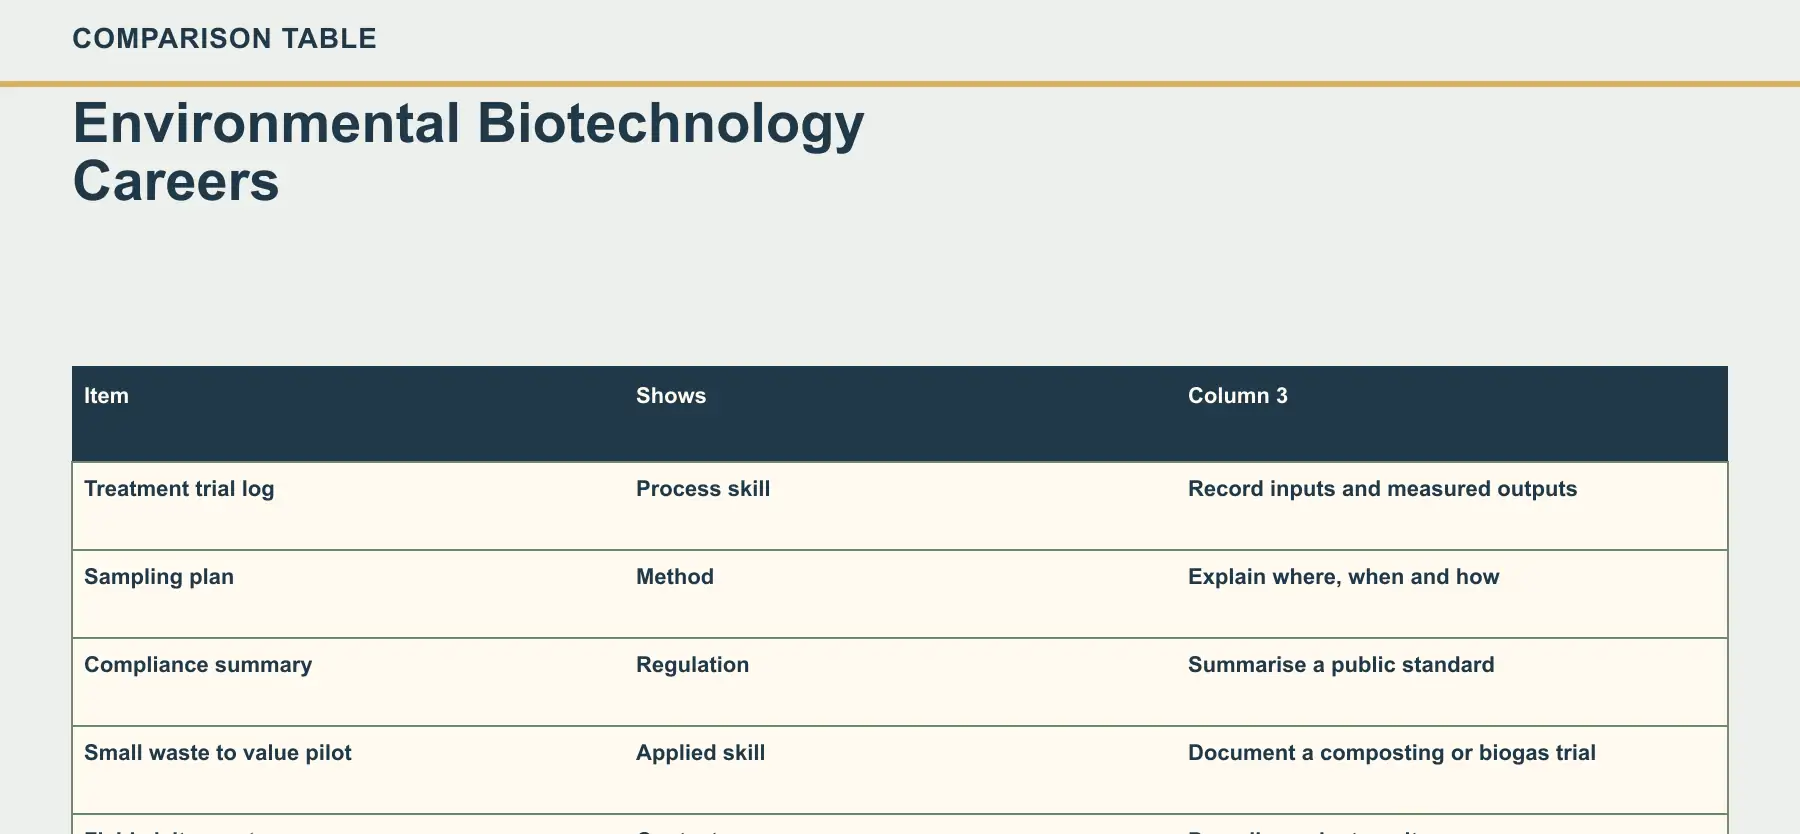 COMPARISON TABLE
Environmental Biotechnology
Careers
Item Shows Column 3
Treatment trial log Process skill Record inputs and measured outputs
Sampling plan Method Explain where, when and how
Compliance summary Regulation Summarise a public standard
Small waste to value pilot Applied skill Document a composting or biogas trial